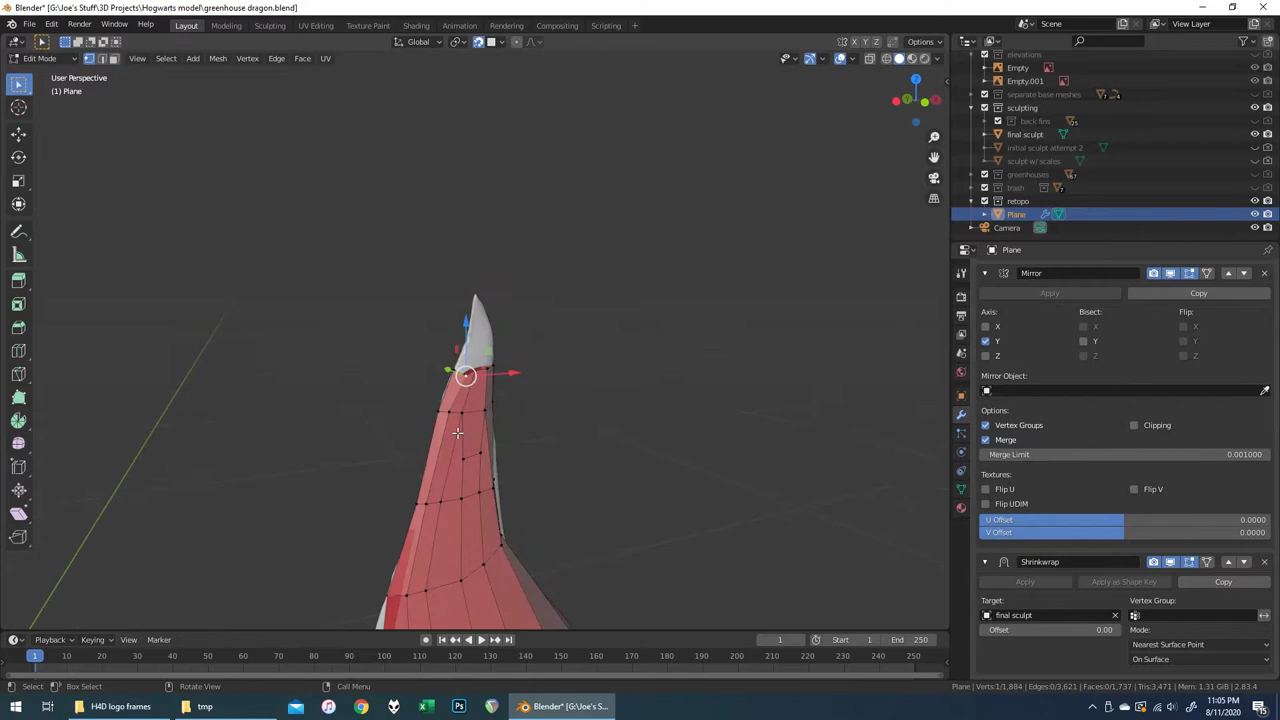 Blender* [G:\Joe's Stuff\3D Projects\Hogwarts model\greenhouse dragon.blend]
File Edit Render Window Help Layout Modeling Sculpting UV Editing Texture Paint Shading Animation Rendering Compositing Scripting + Scene View Layer
Global Options
Edit Mode View Select Add Mesh Vertex Edge Face UV
User Perspective
(1) Plane
elevations
Empty
Empty.001
separate base meshes
sculpting
back fins
final sculpt
initial sculpt attempt 2
sculpt w/ scales
greenhouses
trash
retopo
Plane
Camera
Plane
Mirror
Apply Copy
Axis: Bisect: Flip:
X X X
Y Y Y
Z Z Z
Mirror Object:
Options:
Vertex Groups Clipping
Merge
Merge Limit 0.001000
Textures:
Flip U Flip V
Flip UDIM
U Offset 0.0000
V Offset 0.0000
Shrinkwrap
Apply Apply as Shape Key Copy
Target: Vertex Group:
final sculpt
Offset 0.00 Mode:
Nearest Surface Point
On Surface
Playback Keying View Marker 1 Start 1 End 250
1 10 20 30 40 50 60 70 80 90 100 110 120 130 140 150 160 170 180 190 200 210 220 230 240 250
Select Box Select Rotate View Call Menu Plane | Verts:1/1,884 | Edges:0/3,621 | Faces:0/1,737 | Tris:3,471 | Mem: 1.31 GiB | 2.83.4
H4D logo frames tmp Blender* [G:\Joe's S... 11:05 PM
8/11/2020 15